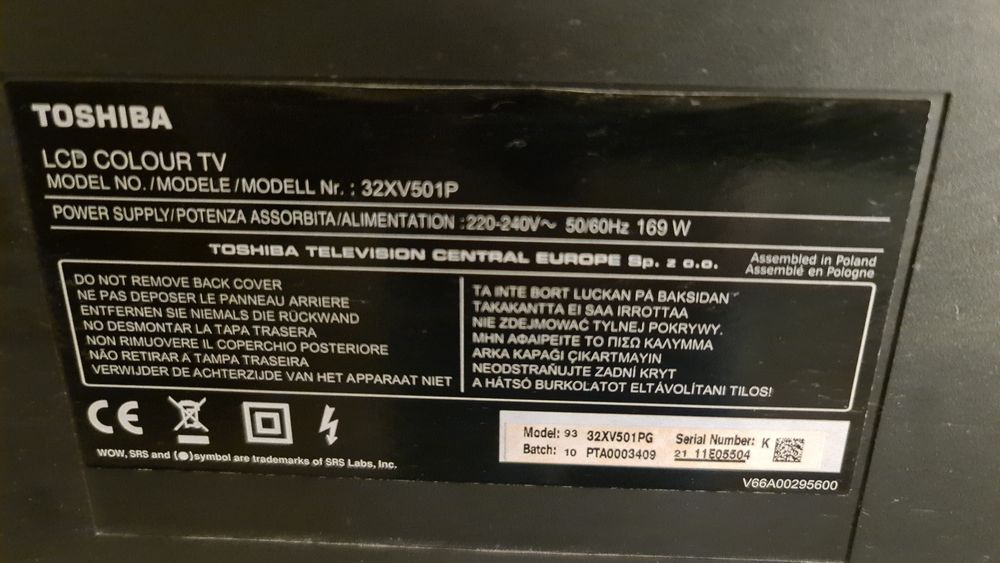 TOSHIBA
LCD COLOUR TV
MODEL NO./MODELE/MODELL Nr. : 32XV501P
POWER SUPPLY/POTENZA ASSORBITA/ALIMENTATION :220-240V~ 50/60Hz 169 W
TOSHIBA TELEVISION CENTRAL EUROPE Sp. z o.o.
Assembled in Poland
Assemblé en Pologne
DO NOT REMOVE BACK COVER
NE PAS DEPOSER LE PANNEAU ARRIERE
ENTFERNEN SIE NIEMALS DIE RÜCKWAND
NO DESMONTAR LA TAPA TRASERA
NON RIMUOVERE IL COPERCHIO POSTERIORE
NÃO RETIRAR A TAMPA TRASEIRA
VERWIJDER DE ACHTERZIJDE VAN HET APPARAAT NIET
TA INTE BORT LUCKAN PÅ BAKSIDAN
TAKAKANTTA EI SAA IRROTTAA
NIE ZDEJMOWAĆ TYLNEJ POKRYWY.
ΜΗΝ ΑΦΑΙΡΕΙΤΕ ΤΟ ΠΙΣΩ ΚΑΛΥΜΜΑ
ARKA KAPAĞI ÇIKARTMAYIN
NEODSTRAŇUJTE ZADNÍ KRYT
A HÁTSÓ BURKOLATOT ELTÁVOLÍTANI TILOS!
CE
WOW, SRS and (●) symbol are trademarks of SRS Labs, Inc.
Model: 93 32XV501PG
Batch: 10 PTA0003409
Serial Number: K
21 11E05504
V66A00295600